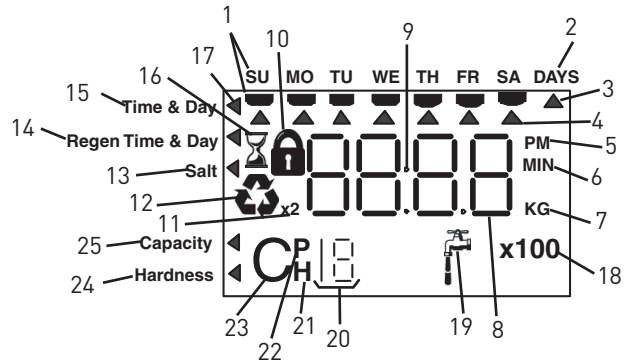 1 10 9 2
17 SU MO TU WE TH FR SA DAYS
16 3
15 Time & Day
4
14 Regen Time & Day PM 5
13 Salt MIN 6
12
11 x2 KG 7
25 Capacity P x100
24 Hardness C H 18
23 22 21 20 19 8